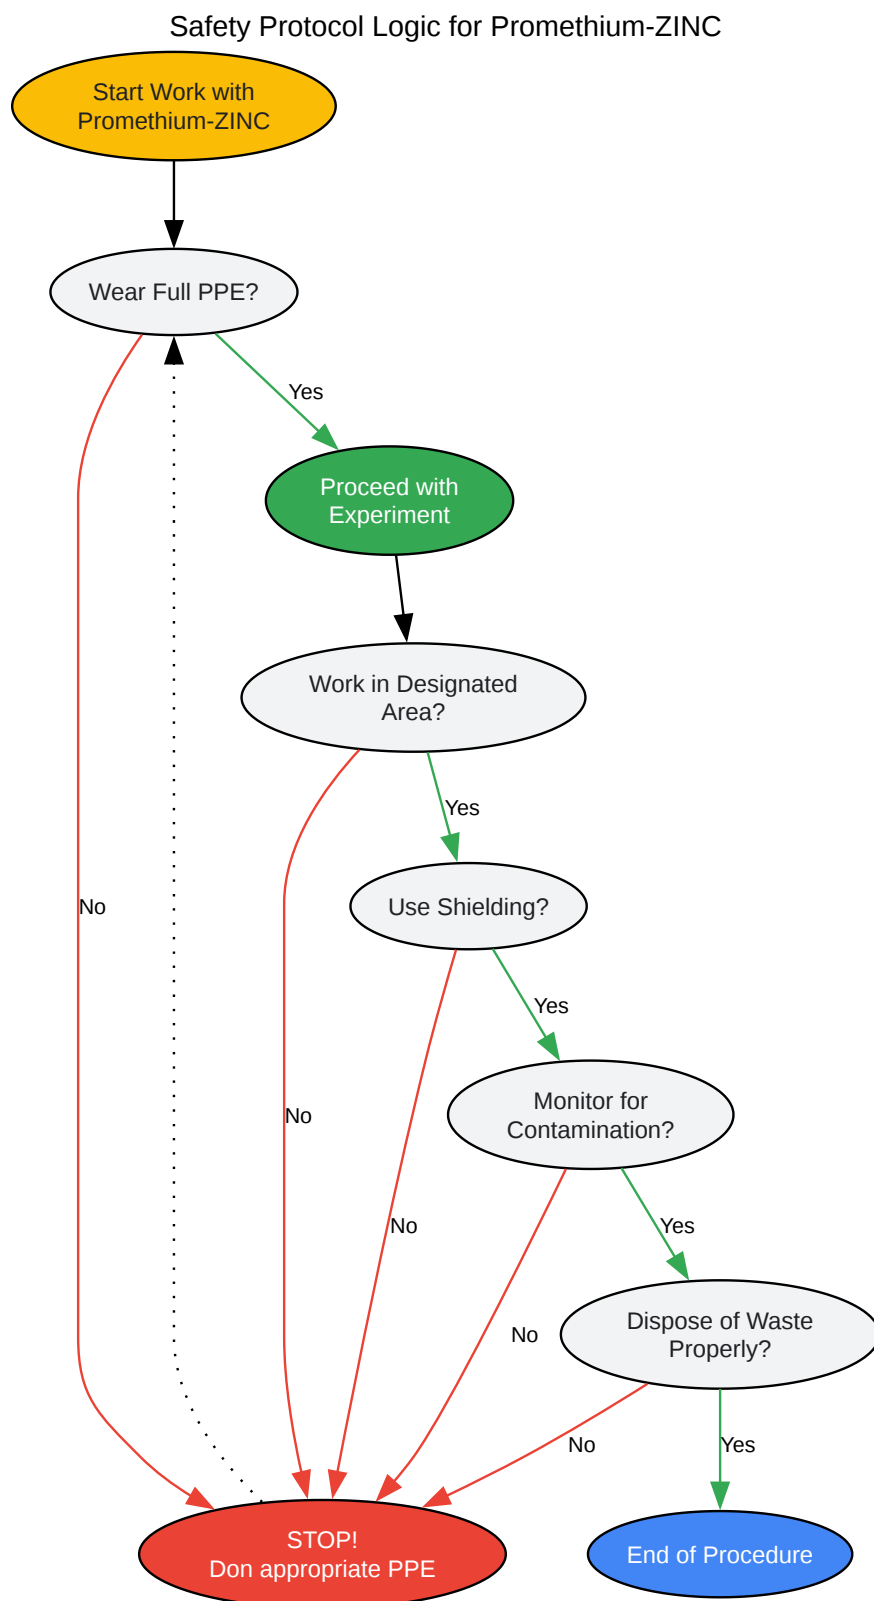 Safety Protocol Logic for Promethium-ZINC
Start Work with
Promethium-ZINC
Wear Full PPE?
Yes
Proceed with
Experiment
Work in Designated
Area?
Yes
No
Use Shielding?
Yes
Monitor for
Contamination?
No
No
Yes
Dispose of Waste
Properly?
No
No
Yes
STOP!
Don appropriate PPE
End of Procedure